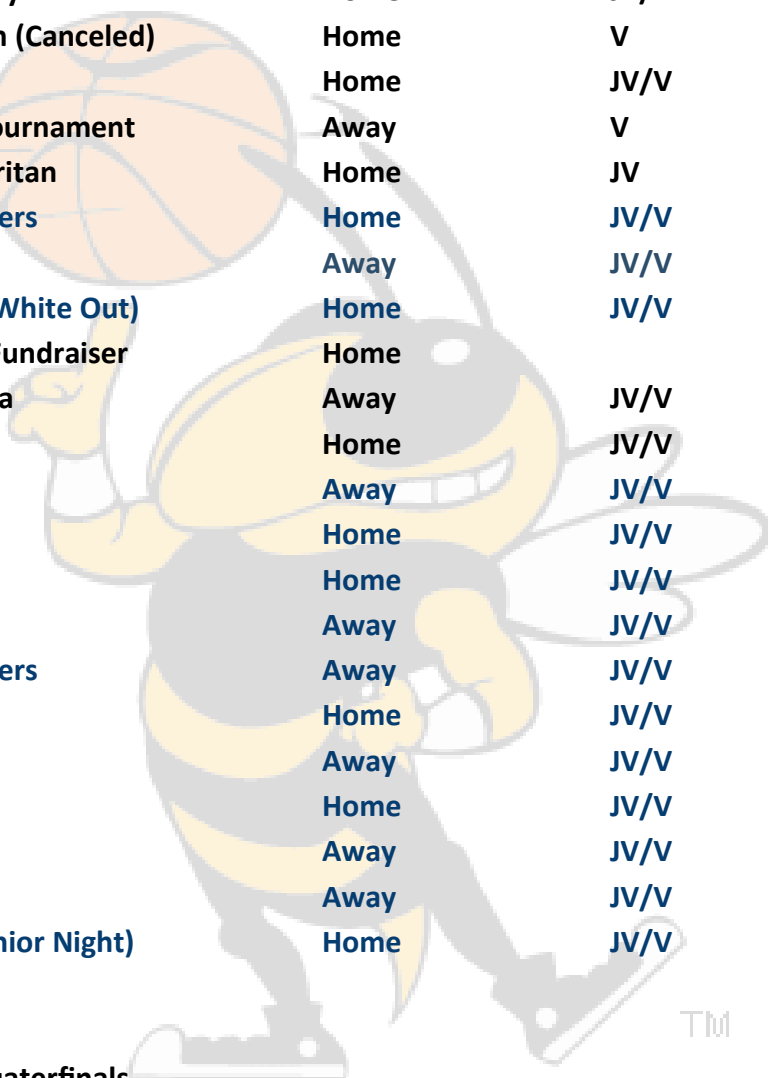 n (Canceled) Home V
Home JV/V
ournament Away V
ritan Home JV
ers Home JV/V
Away JV/V
White Out) Home JV/V
Fundraiser Home
a Away JV/V
Home JV/V
Away JV/V
Home JV/V
Home JV/V
Away JV/V
ers Away JV/V
Home JV/V
Away JV/V
Home JV/V
Away JV/V
Away JV/V
nior Night) Home JV/V
TM